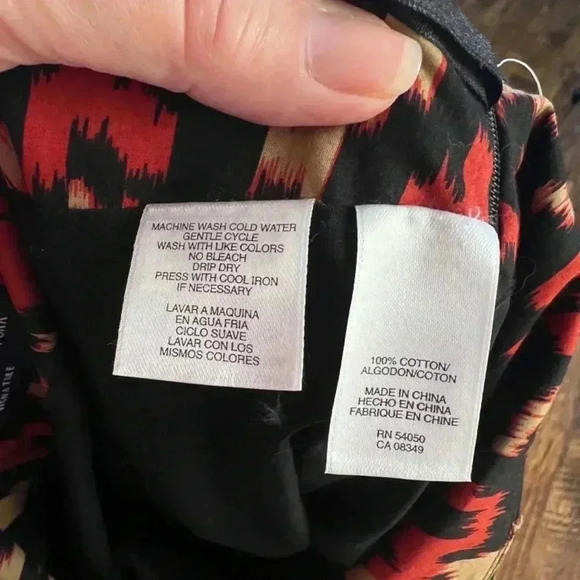 MACHINE WASH COLD WATER
GENTLE CYCLE
WASH WITH LIKE COLORS
NO BLEACH
DRIP DRY
PRESS WITH COOL IRON
IF NECESSARY
LAVAR A MAQUINA
EN AGUA FRIA
CICLO SUAVE
LAVAR CON LOS
MISMOS COLORES
100% COTTON/
ALGODON/COTON
MADE IN CHINA
HECHO EN CHINA
FABRIQUE EN CHINE
RN 54050
CA 08349